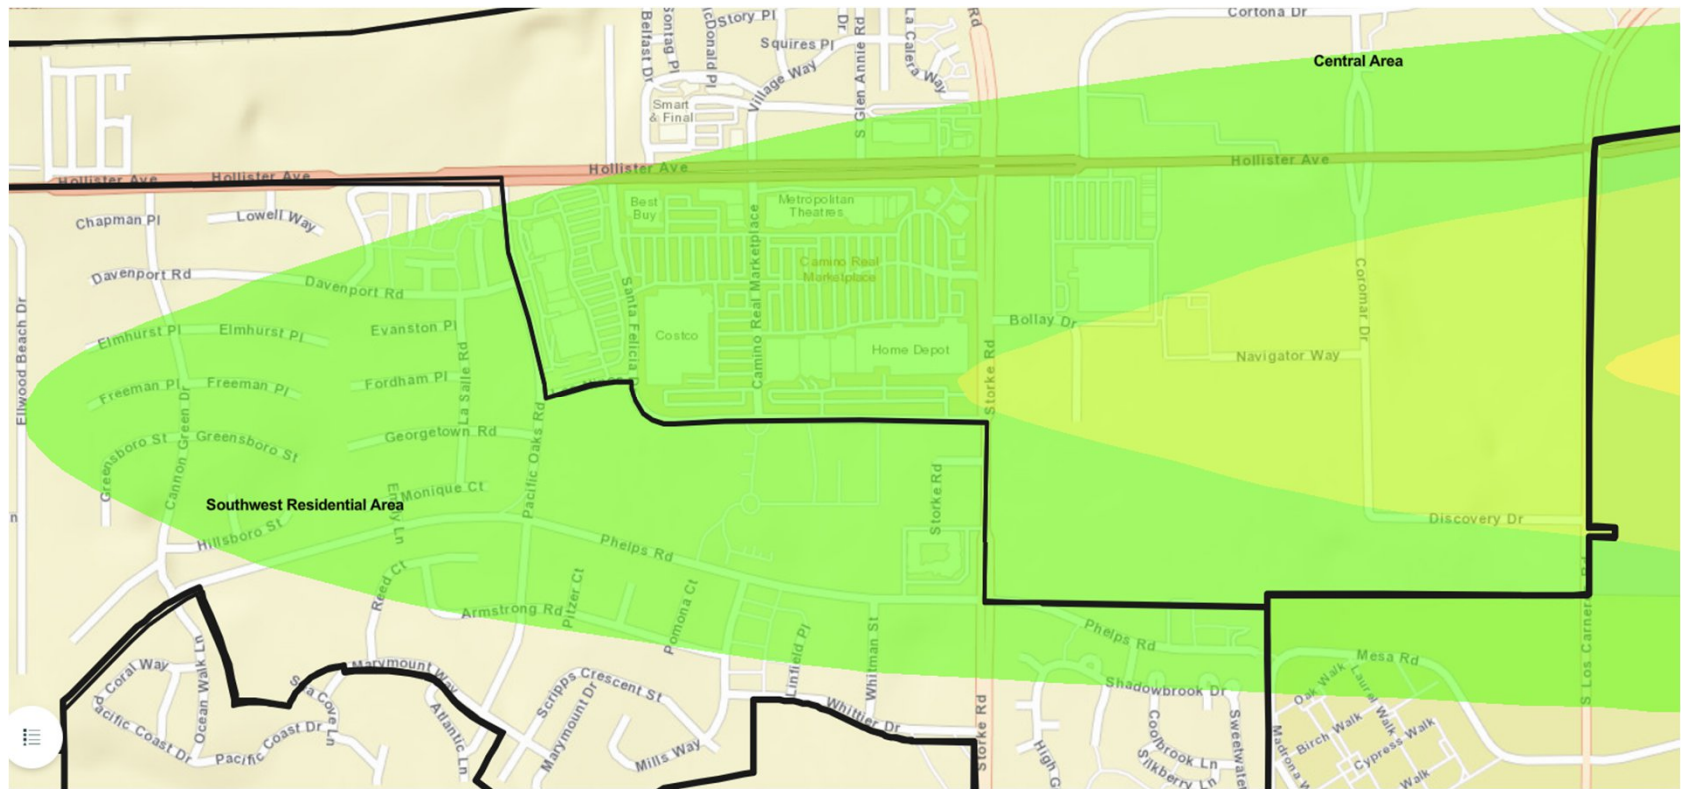 Cortona Dr
Story Pl
Belfast Dr
Sontag Pl
cDonald Pl
Dr
S Glen Annie Rd
La Calera Way
Rd
Squires Pl
Village Way
Central Area
Smart
& Final
Hollister Ave
Hollister Ave
Hollister Ave
Hollister Ave
Chapman Pl
Lowell Way
Best
Buy
Metropolitan
Theatres
Camino Real Marketplace
Camino Real
Marketplace
Davenport Rd
Davenport Rd
Santa Felicia D
Coromar Dr
Ellwood Beach Dr
Elmhurst Pl
Elmhurst Pl
Evanston Pl
Costco
Home Depot
Bollay Dr
Storke Rd
Navigator Way
Freeman Pl
Freeman Pl
Fordham Pl
La Salle Rd
Cannon Green Dr
Greensboro St
Greensboro St
Georgetown Rd
Pacific Oaks Rd
Monique Ct
Southwest Residential Area
Storke Rd
n
Discovery Dr
Hillsboro St
Phelps Rd
Reed Ct
Armstrong Rd
Pitzer Ct
Pomona Ct
Linfield Pl
Whitman St
Phelps Rd
S Los Carner
Rd
Mesa Rd
Coral Way
Ocean Walk Ln
Marymount Way
Sea Cove Ln
Scripps Crescent St
Marymount Dr
Shadowbrook Dr
Oak Walk
Laurel Walk
Pacific Coast Dr
Pacific Coast Dr
Atlantic Ln
Mills Way
Whittier Dr
Storke Rd
High G
Coolbrook Ln
Silkberry Ln
Sweetwater
Madrona W
Birch Walk
Cypress Walk
Walk